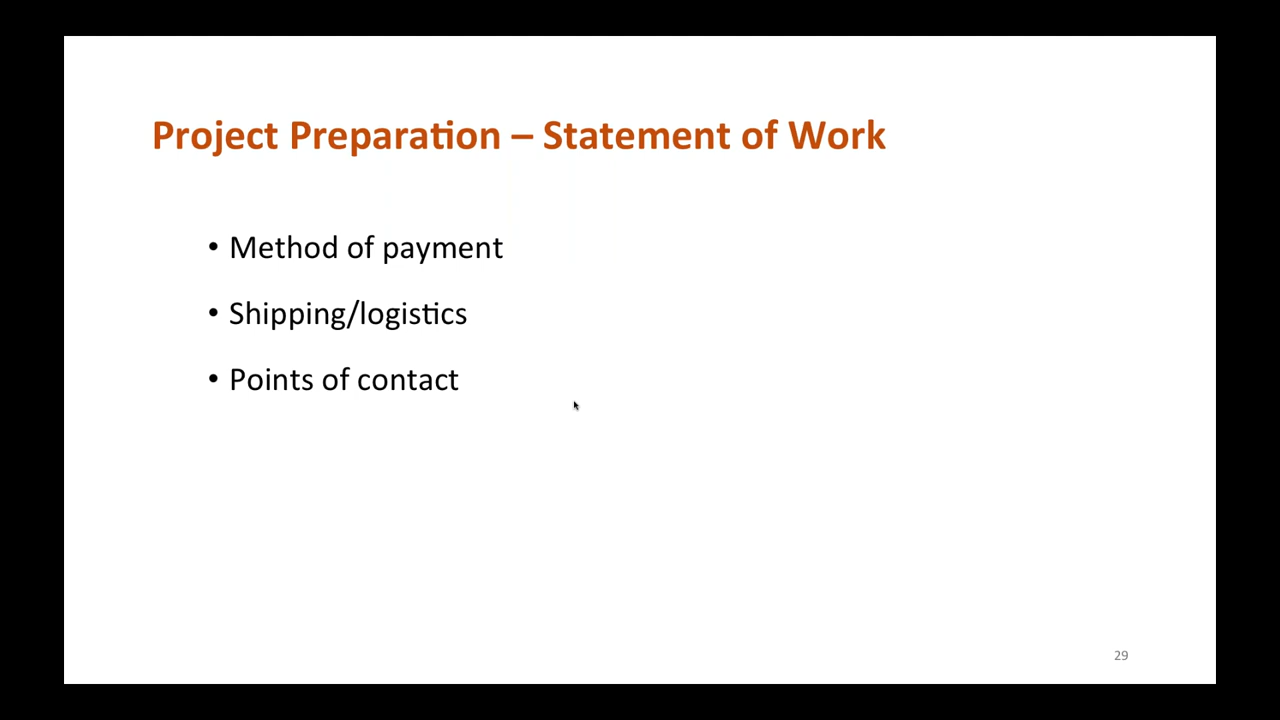 Project Preparation – Statement of Work
• Method of payment
• Shipping/logistics
• Points of contact
29